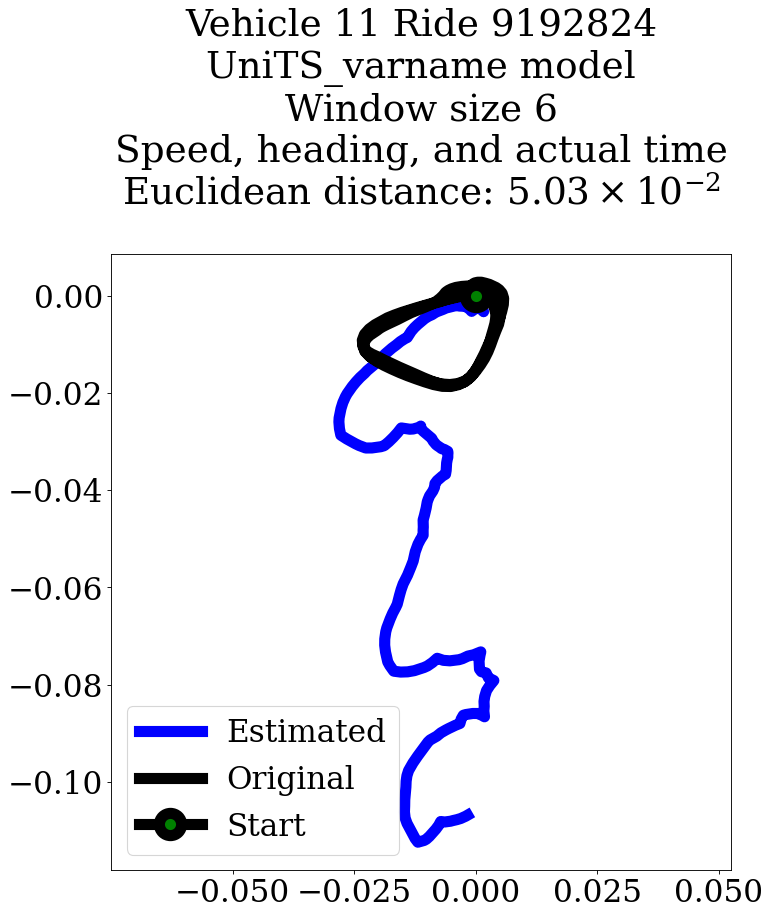 Vehicle 11 Ride 9192824
UniTS_varname model
Window size 6
Speed, heading, and actual time
Euclidean distance: 5.03 × 10⁻²
0.00
−0.02
−0.04
−0.06
−0.08
−0.10
Estimated
Original
Start
−0.050 −0.025 0.000 0.025 0.050